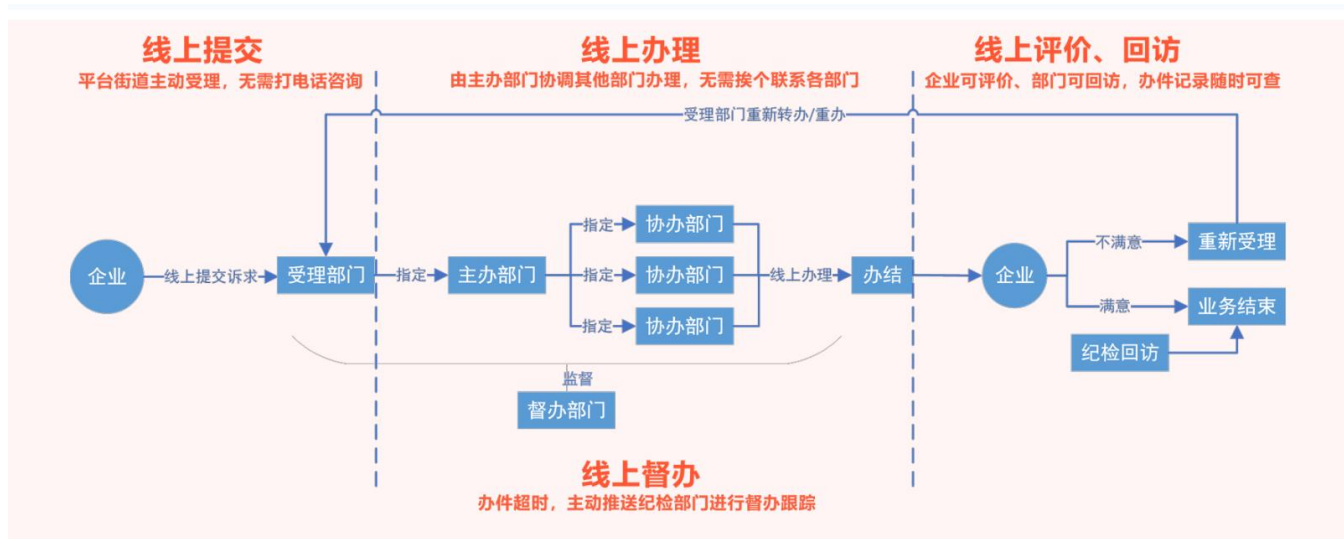 线上提交
平台街道主动受理，无需打电话咨询
线上办理
由主办部门协调其他部门办理，无需挨个联系各部门
线上评价、回访
企业可评价、部门可回访，办件记录随时可查
受理部门重新转办/重办
企业
线上提交诉求
受理部门
指定
主办部门
指定
协办部门
指定
协办部门
指定
协办部门
线上办理
办结
企业
不满意
重新受理
满意
业务结束
纪检回访
监督
督办部门
线上督办
办件超时，主动推送纪检部门进行督办跟踪